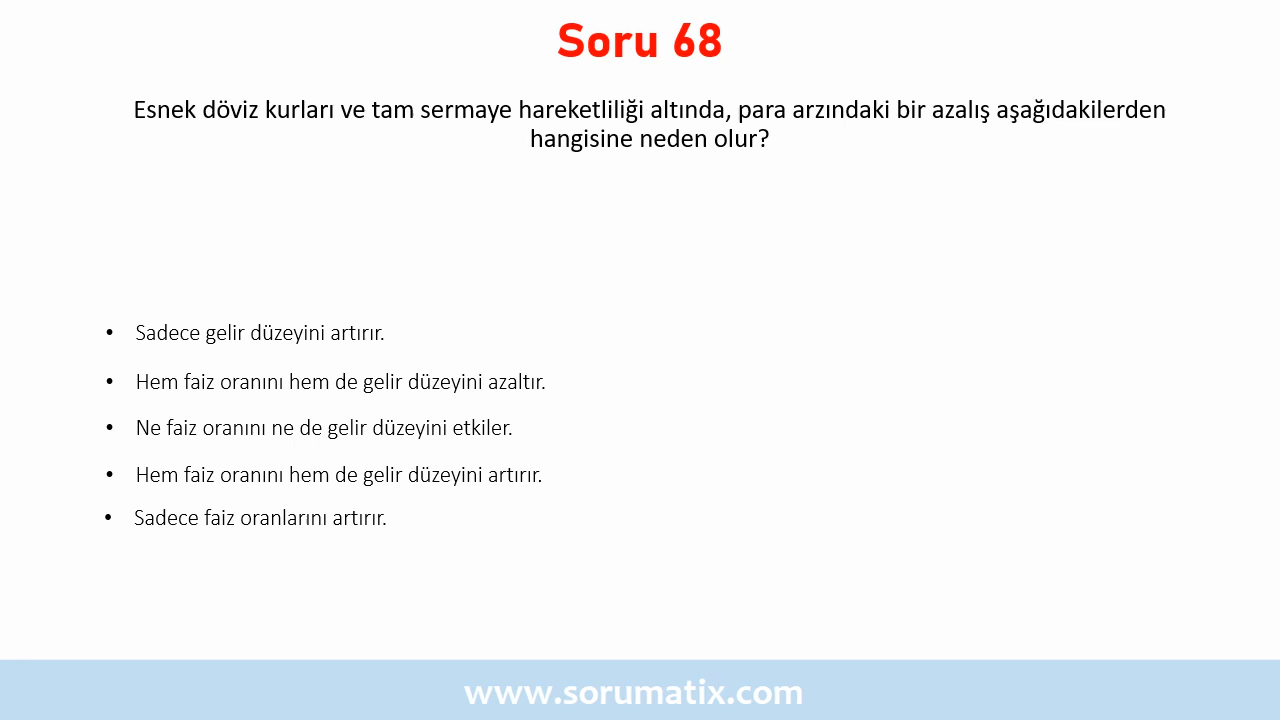 Soru 68
Esnek döviz kurları ve tam sermaye hareketliliği altında, para arzındaki bir azalış aşağıdakilerden
hangisine neden olur?
• Sadece gelir düzeyini artırır.
• Hem faiz oranını hem de gelir düzeyini azaltır.
• Ne faiz oranını ne de gelir düzeyini etkiler.
• Hem faiz oranını hem de gelir düzeyini artırır.
• Sadece faiz oranlarını artırır.
www.sorumatix.com